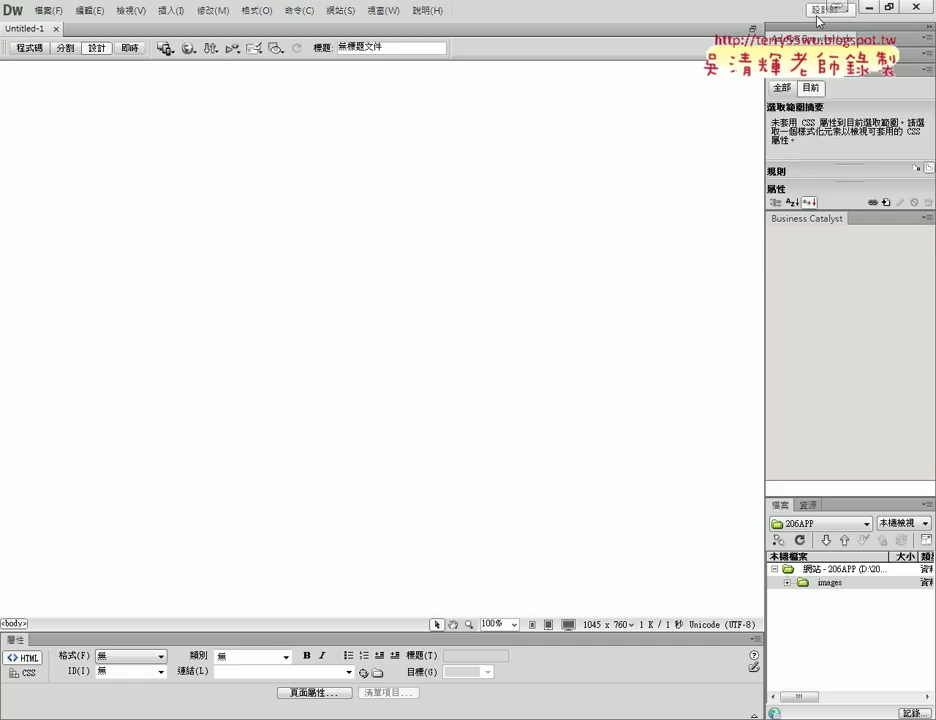 Dw 檔案(F) 編輯(E) 檢視(V) 插入(I) 修改(M) 格式(O) 命令(C) 網站(S) 視窗(W) 說明(H)
Untitled-1 ×
程式碼 分割 設計 即時 標題: 無標題文件
http://terry55wu.blogspot.tw
吳清輝老師錄製
全部 目前
選取範圍摘要
未套用 CSS 屬性到目前選取範圍。請選
取一個樣式化元素以檢視可套用的 CSS
屬性。
規則
屬性
Business Catalyst
檔案 資源
206APP 本機檢視
本機檔案 大小 類
網站 - 206APP (D:\20... 資料
images 資料
<body> 100% 1045 x 760 1 K / 1 秒 Unicode (UTF-8)
屬性
<> HTML 格式(F) 無 類別 無 B I 標題(T)
CSS ID(I) 無 連結(L) 目標(G)
頁面屬性... 清單項目...
記錄...